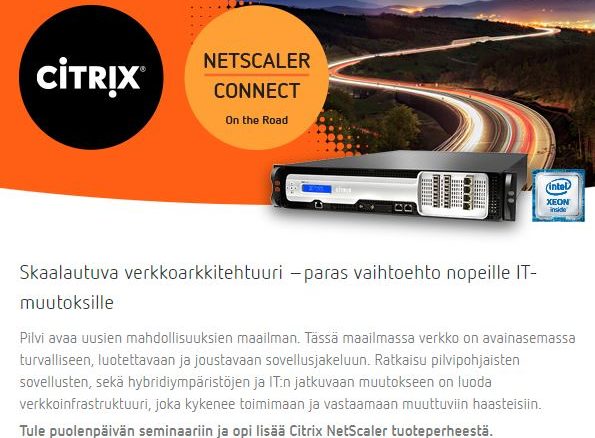 CITRIX®
NETSCALER
CONNECT
On the Road
CITRIX
intel
XEON
inside
Skaalautuva verkkoarkkitehtuuri – paras vaihtoehto nopeille IT-
muutoksille
Pilvi avaa uusien mahdollisuuksien maailman. Tässä maailmassa verkko on avainasemassa
turvalliseen, luotettavaan ja joustavaan sovellusjakeluun. Ratkaisu pilvipohjaisten
sovellusten, sekä hybridiympäristöjen ja IT:n jatkuvaan muutokseen on luoda
verkkoinfrastruktuuri, joka kykenee toimimaan ja vastaamaan muuttuviin haasteisiin.
Tule puolenpäivän seminaariin ja opi lisää Citrix NetScaler tuoteperheestä.